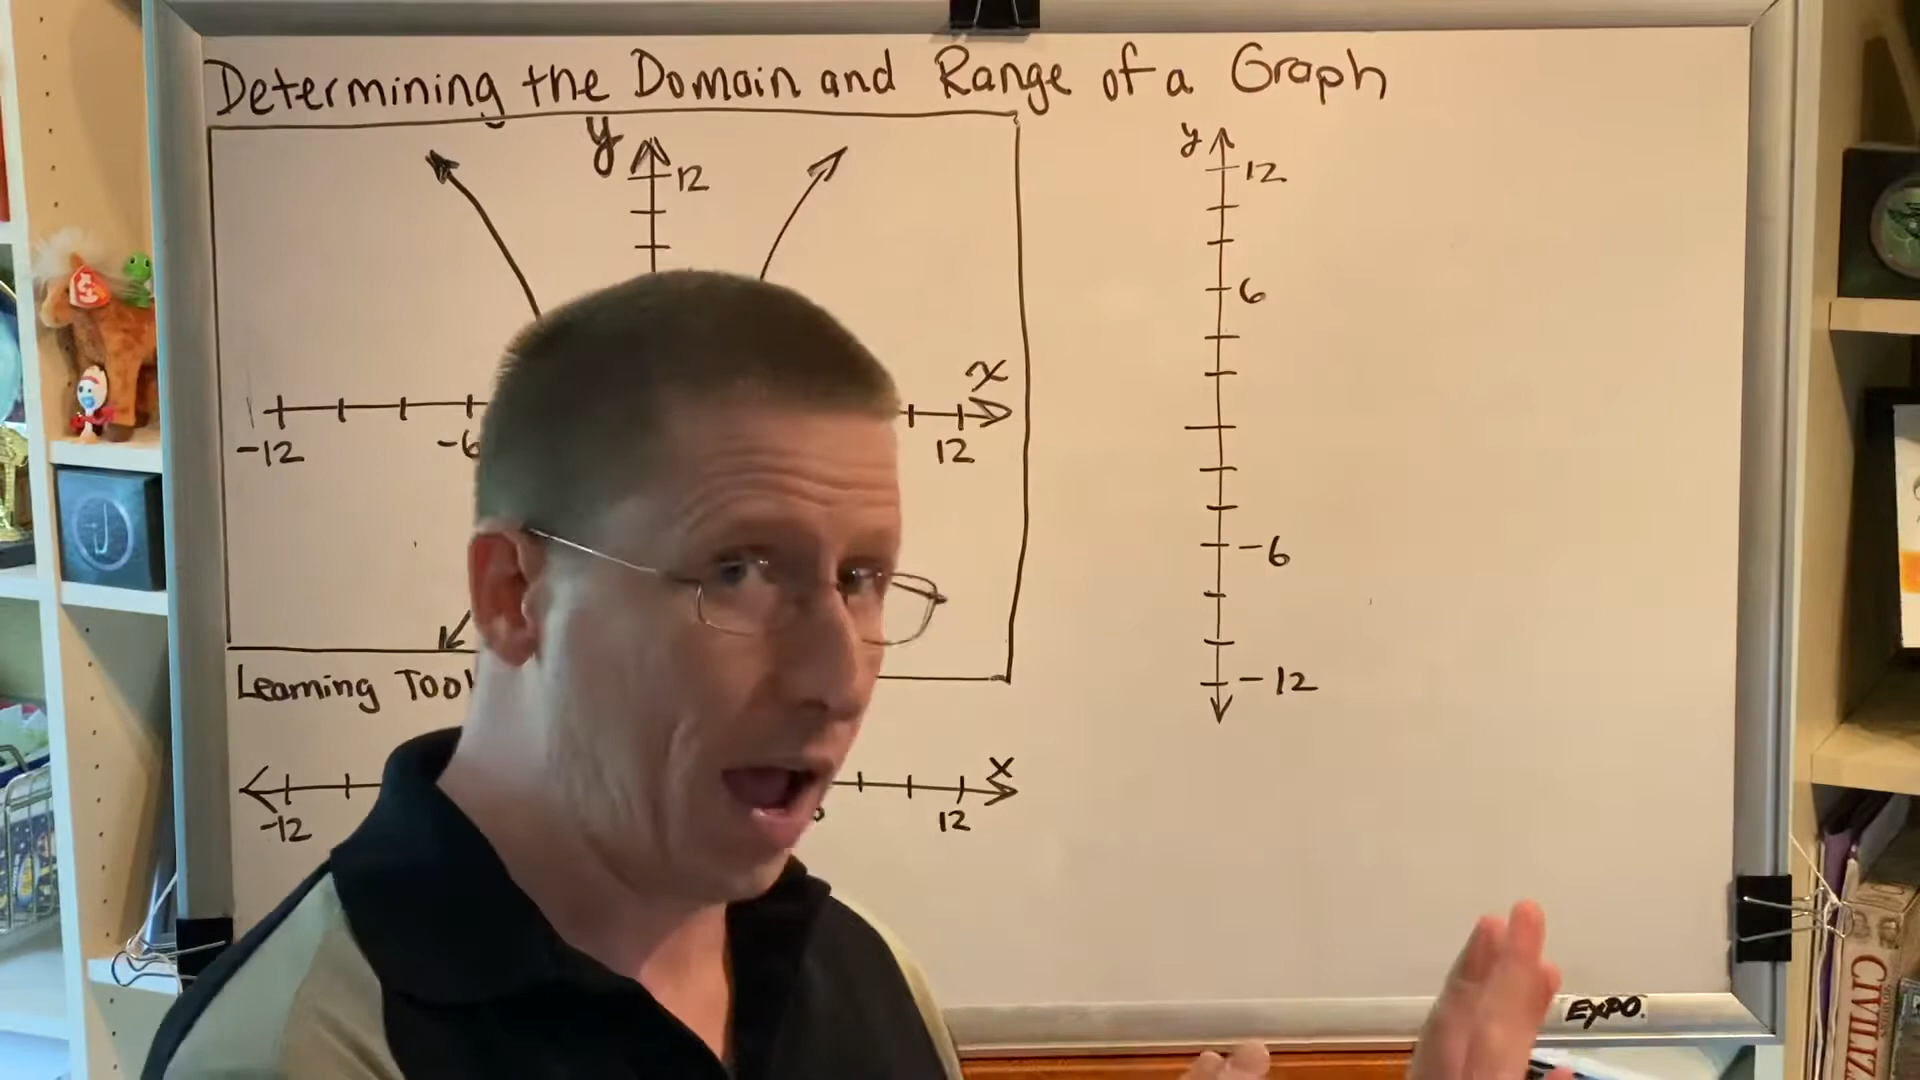 Determining the Domain and Range of a Graph
y
12
x
-12
-6
12
Learning Tool
x
-12
12
y
12
6
-6
-12
EXPO
CIVILIZ
J